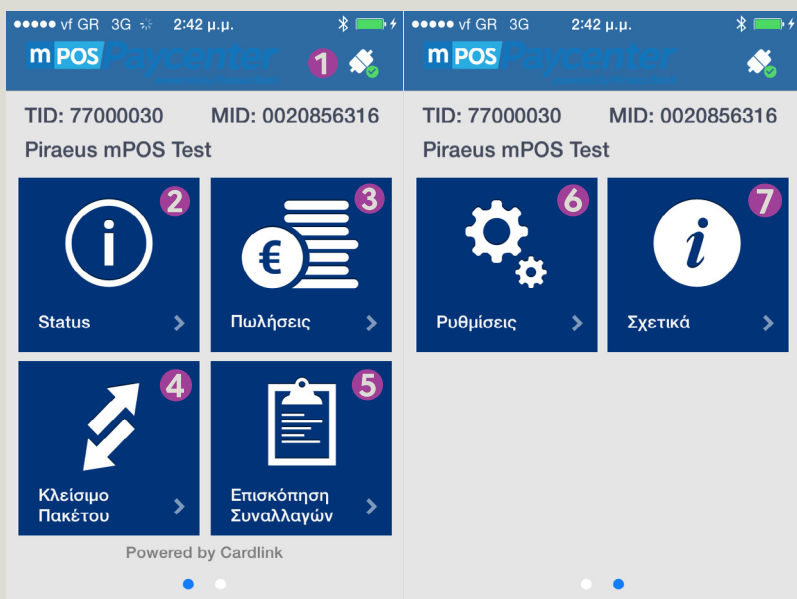 vf GR 3G 2:42 μ.μ.
mPOS Paycenter
1
TID: 77000030 MID: 0020856316
Piraeus mPOS Test
2
Status
3
€
Πωλήσεις
4
Κλείσιμο
Πακέτου
5
Επισκόπηση
Συναλλαγών
Powered by Cardlink
vf GR 3G 2:42 μ.μ.
mPOS Paycenter
TID: 77000030 MID: 0020856316
Piraeus mPOS Test
6
Ρυθμίσεις
7
Σχετικά